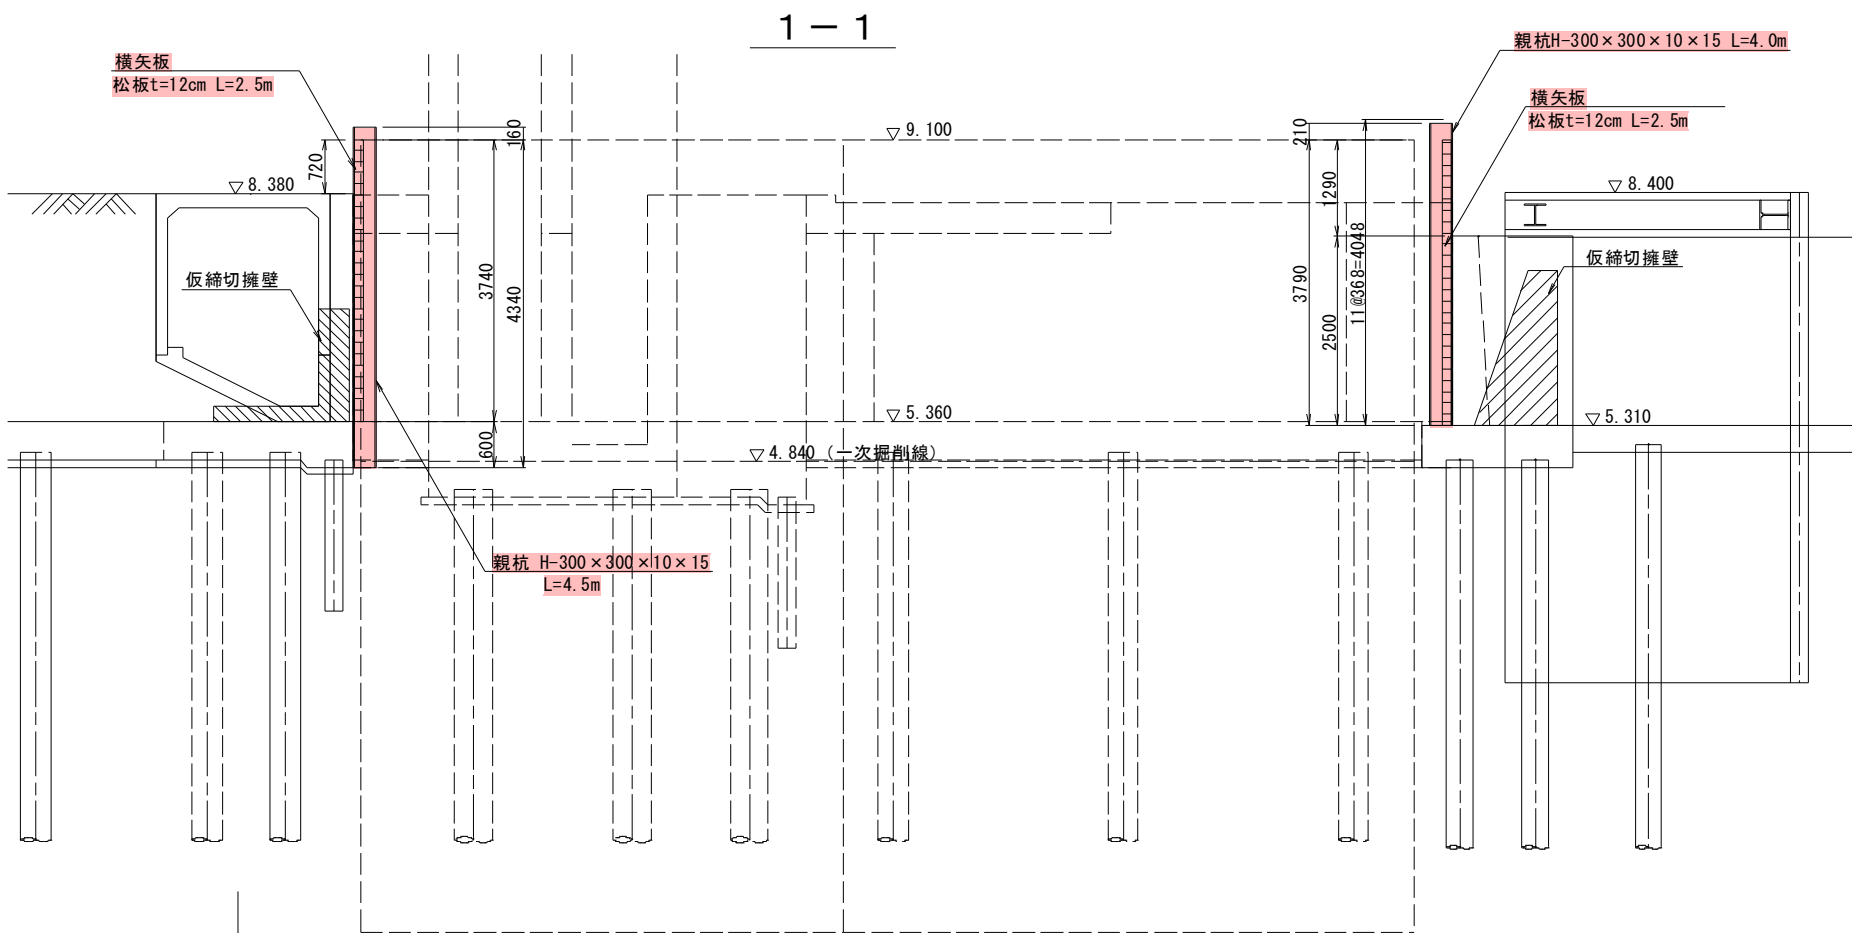 1－1
横矢板
松板t=12cm L=2.5m
親杭H-300×300×10×15 L=4.0m
横矢板
松板t=12cm L=2.5m
160
9.100
210
720
8.380
1290
8.400
仮締切擁壁
3740
4340
3790
11@368=4048
2500
仮締切擁壁
5.360
5.310
600
4.840 (一次掘削線)
親杭 H-300×300×10×15
L=4.5m